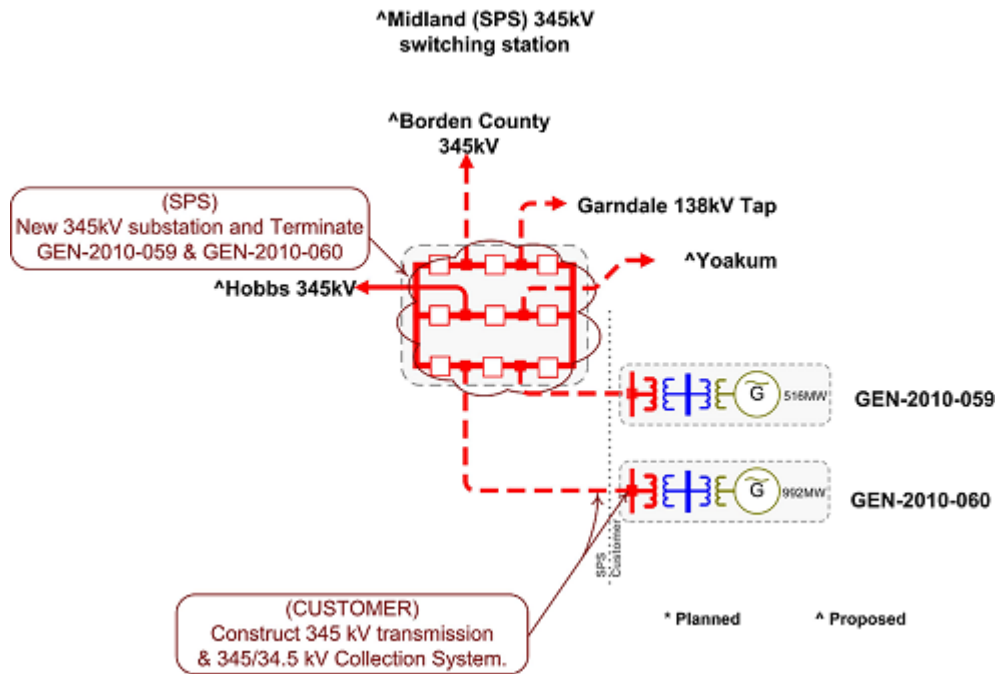 ^Midland (SPS) 345kV
switching station
^Borden County
345kV
(SPS)
New 345kV substation and Terminate
GEN-2010-059 & GEN-2010-060
Garndale 138kV Tap
^Yoakum
^Hobbs 345kV
G
516MW
GEN-2010-059
G
992MW
GEN-2010-060
SPS
Customer
(CUSTOMER)
Construct 345 kV transmission
& 345/34.5 kV Collection System.
* Planned
^ Proposed